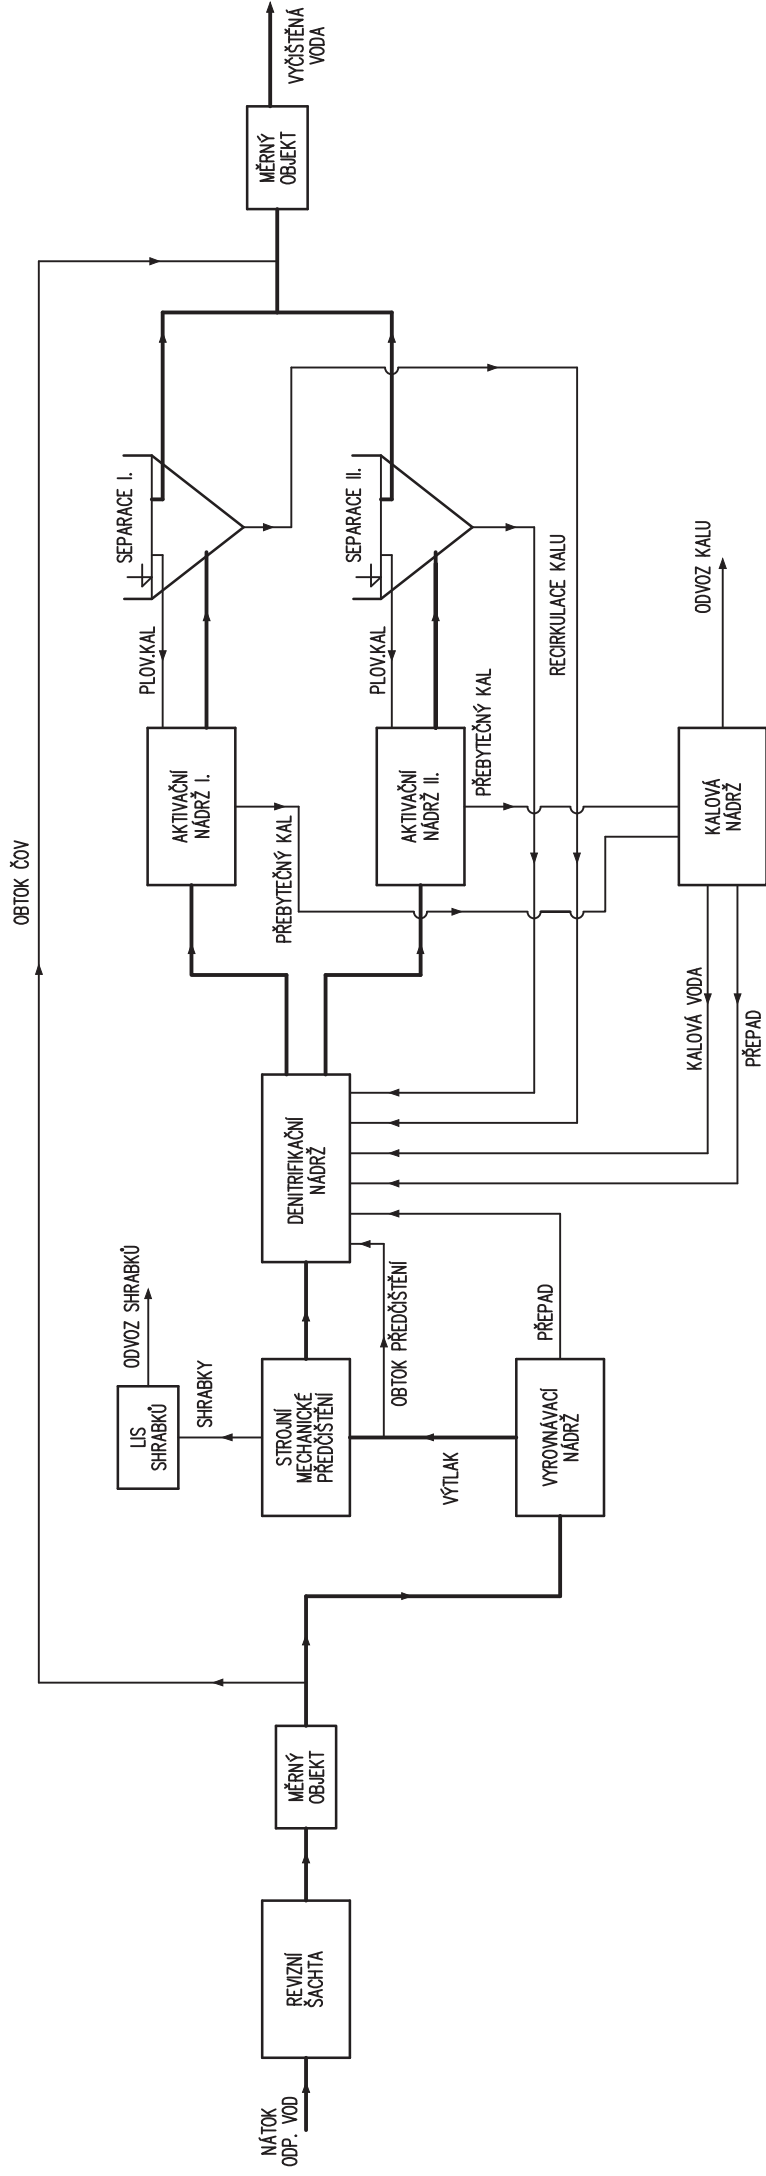 NÁTOK
ODP. VOD
REVIZNÍ
ŠACHTA
MĚRNÝ
OBJEKT
OBTOK ČOV
LIS
SHRABKŮ
ODVOZ SHRABKŮ
SHRABKY
STROJNÍ
MECHANICKÉ
PŘEDČIŠTĚNÍ
VÝTLAK
OBTOK PŘEDČIŠTĚNÍ
VYROVNÁVACÍ
NÁDRŽ
PŘEPAD
DENITRIFIKAČNÍ
NÁDRŽ
AKTIVAČNÍ
NÁDRŽ I.
PŘEBYTEČNÝ KAL
PLOV.KAL
SEPARACE I.
AKTIVAČNÍ
NÁDRŽ II.
PŘEBYTEČNÝ KAL
PLOV.KAL
SEPARACE II.
RECIRKULACE KALU
KALOVÁ VODA
PŘEPAD
KALOVÁ
NÁDRŽ
ODVOZ KALU
MĚRNÝ
OBJEKT
VYČIŠTĚNÁ
VODA